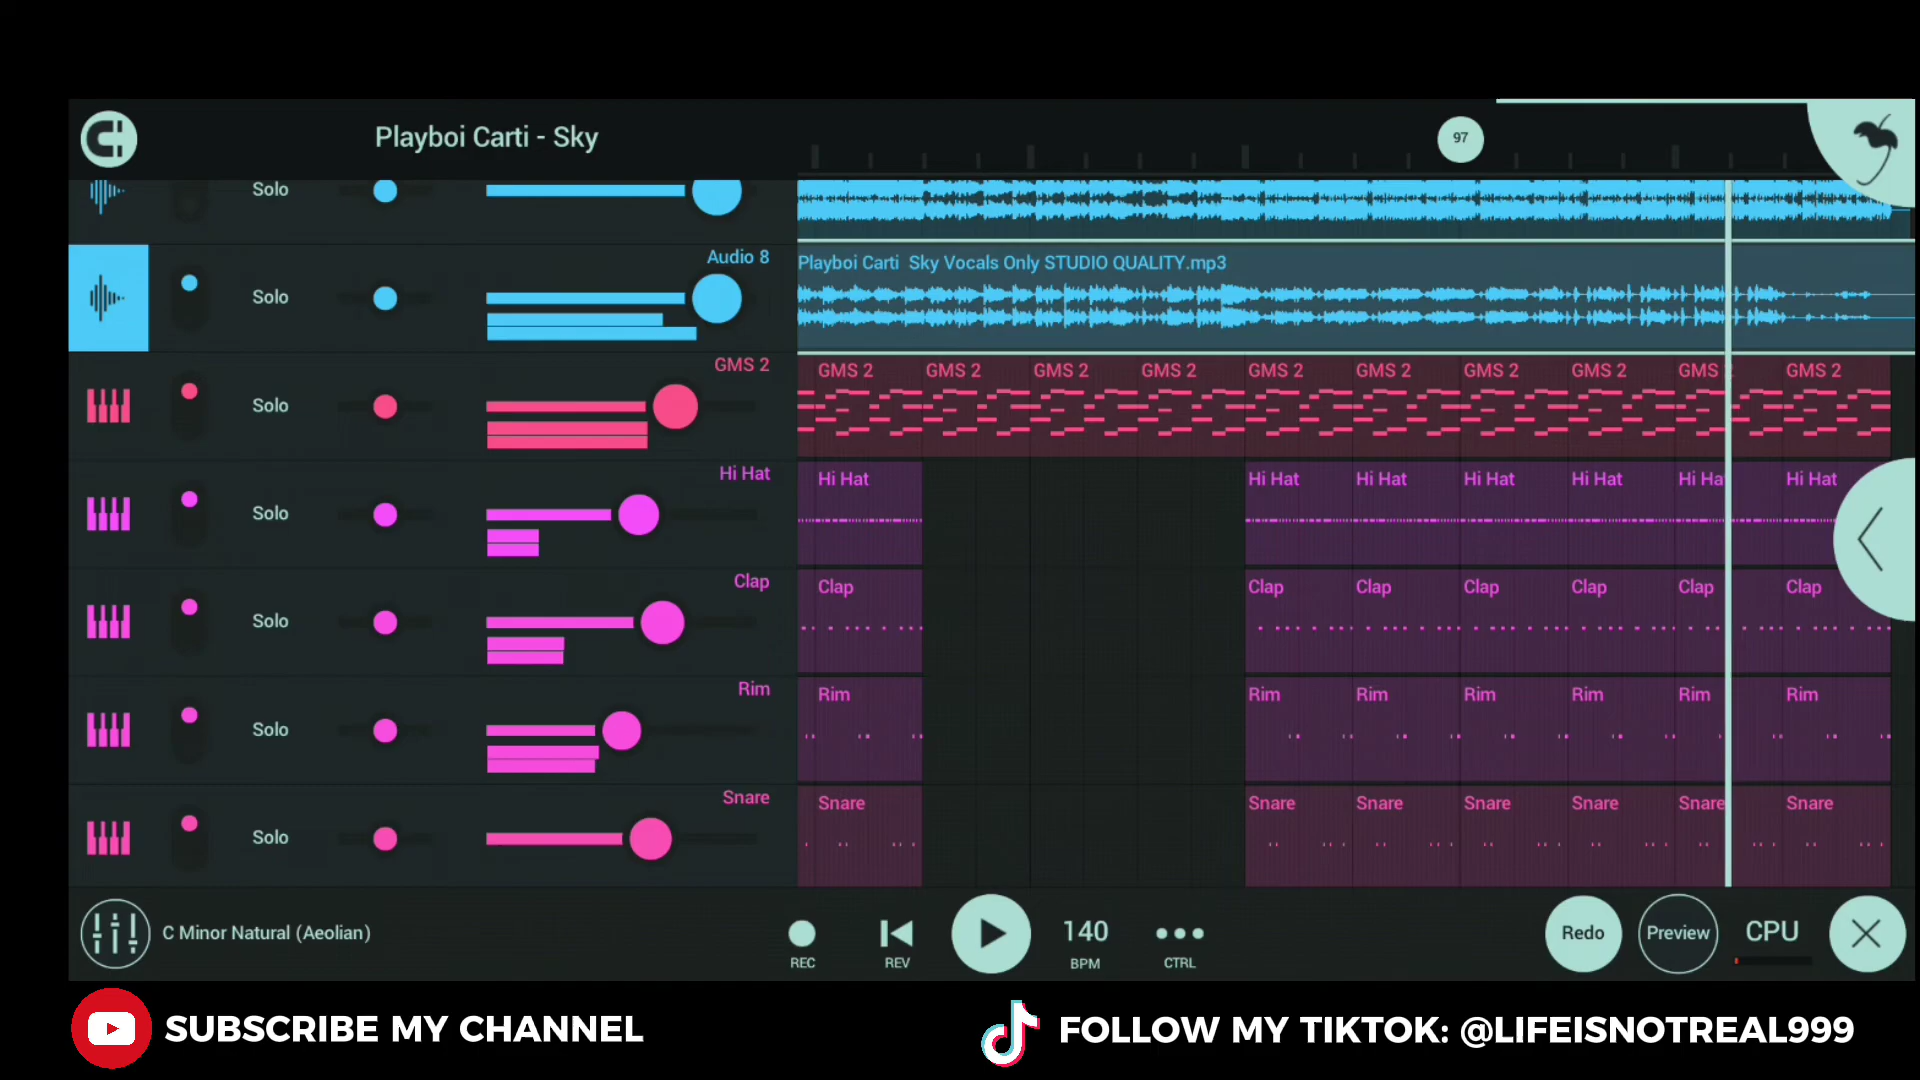 Playboi Carti - Sky
97
Solo
Audio 8
Solo
Playboi Carti Sky Vocals Only STUDIO QUALITY.mp3
GMS 2
Solo
GMS 2 GMS 2 GMS 2 GMS 2 GMS 2 GMS 2 GMS 2 GMS 2 GMS GMS 2
Hi Hat
Solo
Hi Hat Hi Hat Hi Hat Hi Hat Hi Hat Hi Ha Hi Hat
Clap
Solo
Clap Clap Clap Clap Clap Clap Clap
Rim
Solo
Rim Rim Rim Rim Rim Rim Rim
Snare
Solo
Snare Snare Snare Snare Snare Snare Snare
C Minor Natural (Aeolian)
REC
REV
140
BPM
CTRL
Redo
Preview
CPU
SUBSCRIBE MY CHANNEL
FOLLOW MY TIKTOK: @LIFEISNOTREAL999